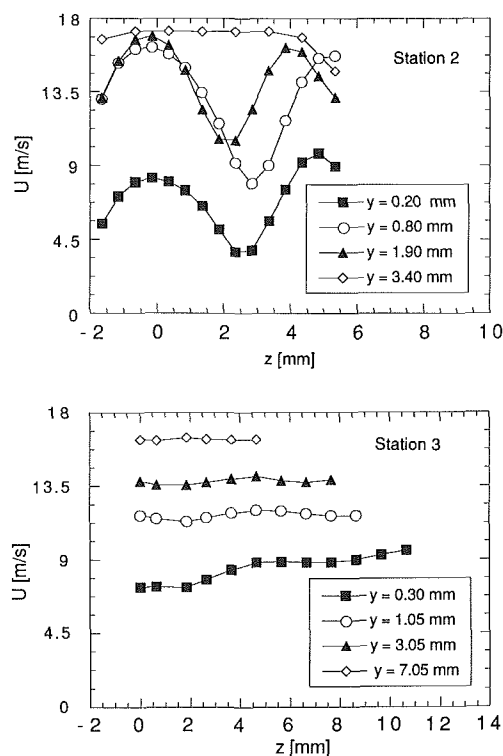 18
13.5
9
4.5
0
U [m/s]
Station 2
y = 0.20 mm
y = 0.80 mm
y = 1.90 mm
y = 3.40 mm
-2 0 2 4 6 8 10
z [mm]
18
13.5
9
4.5
0
U [m/s]
Station 3
y = 0.30 mm
y = 1.05 mm
y = 3.05 mm
y = 7.05 mm
-2 0 2 4 6 8 10 12 14
z [mm]